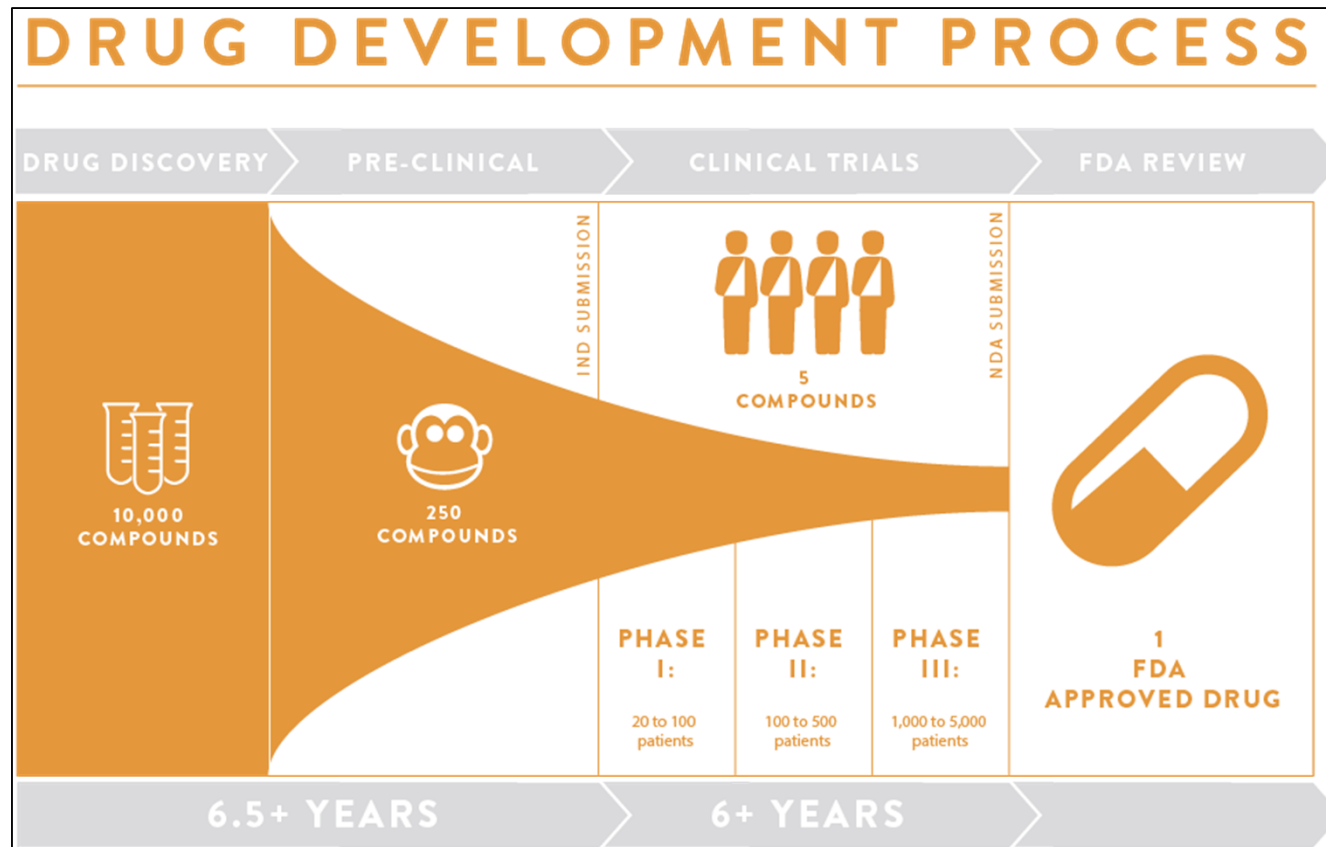 DRUG DEVELOPMENT PROCESS
DRUG DISCOVERY
PRE-CLINICAL
CLINICAL TRIALS
FDA REVIEW
IND SUBMISSION
NDA SUBMISSION
10,000
COMPOUNDS
250
COMPOUNDS
5
COMPOUNDS
PHASE
I:
20 to 100
patients
PHASE
II:
100 to 500
patients
PHASE
III:
1,000 to 5,000
patients
1
FDA
APPROVED DRUG
6.5+ YEARS
6+ YEARS